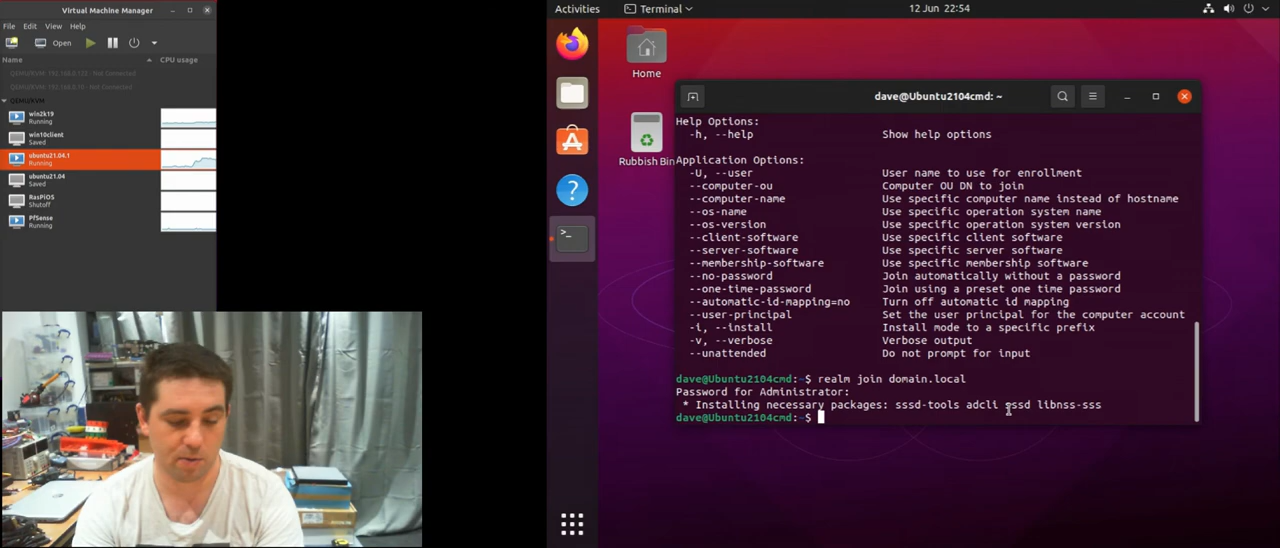 Virtual Machine Manager
File Edit View Help
Open
Name CPU usage
QEMU/KVM
win2k19
Running
win10client
Saved
ubuntu21.04.1
Running
ubuntu21.04
Saved
RasPiOS
Shutoff
PfSense
Running
Activities Terminal 12 Jun 22:54
Home
Rubbish Bin
dave@Ubuntu2104cmd: ~
Help Options:
-h, --help Show help options
Application Options:
-U, --user User name to use for enrollment
--computer-ou Computer OU DN to join
--computer-name Use specific computer name instead of hostname
--os-name Use specific operation system name
--os-version Use specific operation system version
--client-software Use specific client software
--server-software Use specific server software
--membership-software Use specific membership software
--no-password Join automatically without a password
--one-time-password Join using a preset one time password
--automatic-id-mapping=no Turn off automatic id mapping
--user-principal Set the user principal for the computer account
-i, --install Install mode to a specific prefix
-v, --verbose Verbose output
--unattended Do not prompt for input
dave@Ubuntu2104cmd:~$ realm join domain.local
Password for Administrator:
* Installing necessary packages: sssd-tools adcli sssd libnss-sss
dave@Ubuntu2104cmd:~$